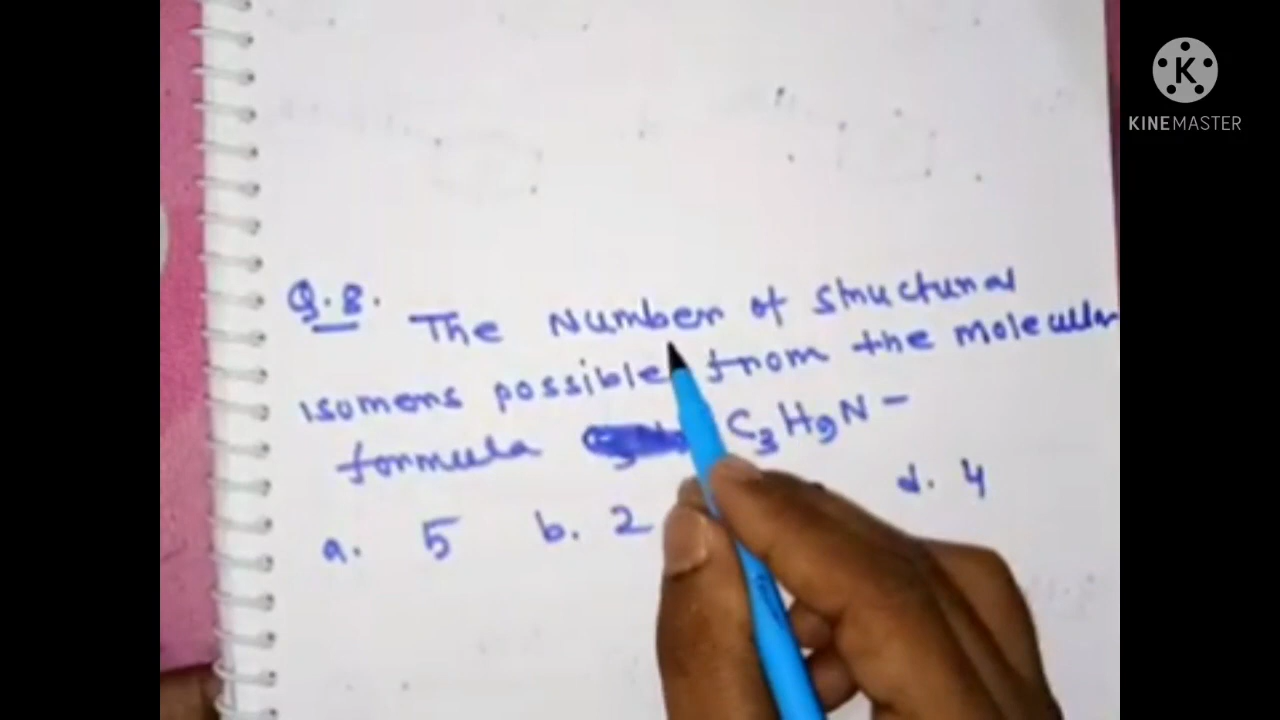 Q.8. The Number of structural
isomers possible from the molecular
formula C3H9N -
a. 5 b. 2 d. 4
K
KINEMASTER